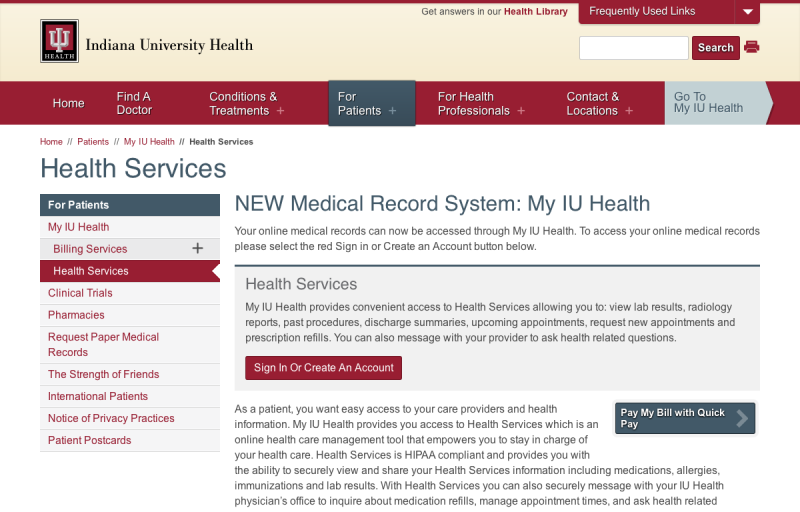 Get answers in our Health Library
Frequently Used Links
HEALTH
Indiana University Health
Search
Home
Find A
Doctor
Conditions &
Treatments +
For
Patients +
For Health
Professionals +
Contact &
Locations +
Go To
My IU Health
Home // Patients // My IU Health // Health Services
Health Services
For Patients
My IU Health
Billing Services +
Health Services
Clinical Trials
Pharmacies
Request Paper Medical
Records
The Strength of Friends
International Patients
Notice of Privacy Practices
Patient Postcards
NEW Medical Record System: My IU Health
Your online medical records can now be accessed through My IU Health. To access your online medical records
please select the red Sign in or Create an Account button below.
Health Services
My IU Health provides convenient access to Health Services allowing you to: view lab results, radiology
reports, past procedures, discharge summaries, upcoming appointments, request new appointments and
prescription refills. You can also message with your provider to ask health related questions.
Sign In Or Create An Account
As a patient, you want easy access to your care providers and health
information. My IU Health provides you access to Health Services which is an
online health care management tool that empowers you to stay in charge of
your health care. Health Services is HIPAA compliant and provides you with
the ability to securely view and share your Health Services information including medications, allergies,
immunizations and lab results. With Health Services you can also securely message with your IU Health
physician's office to inquire about medication refills, manage appointment times, and ask health related
Pay My Bill with Quick
Pay